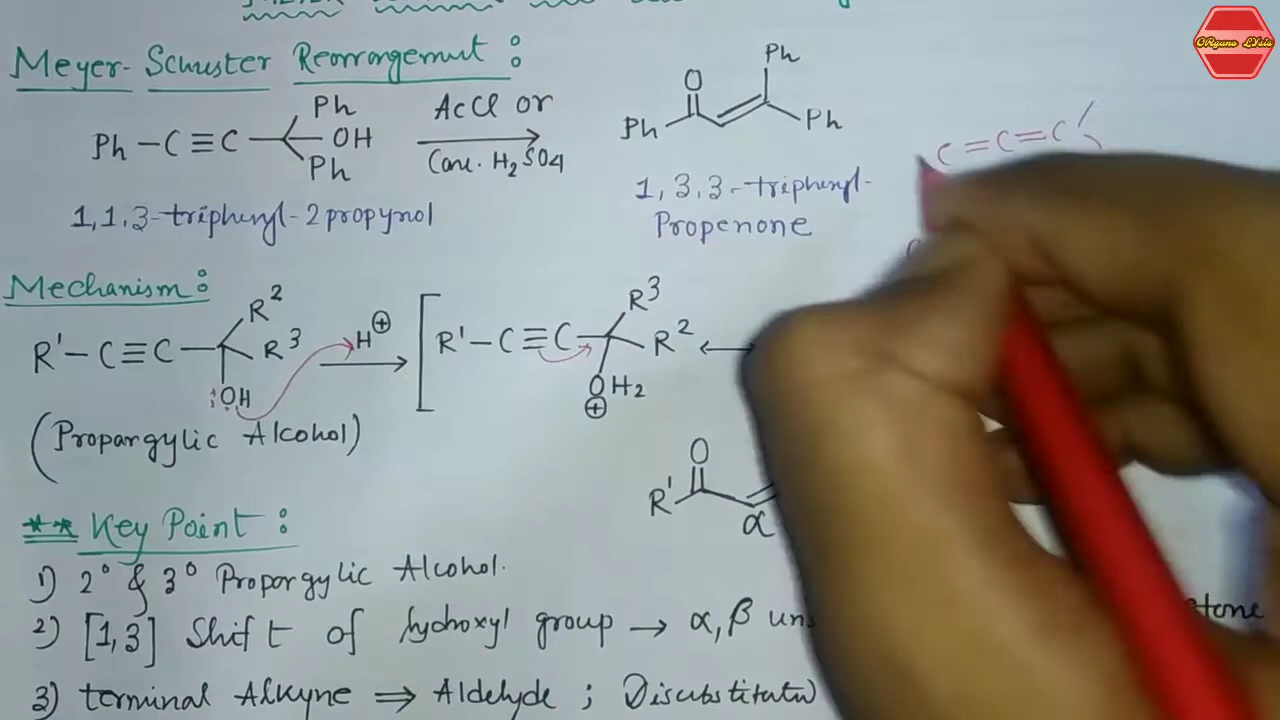 Meyer-Schuster Rearrangement :
Ph – C ≡ C – Ph OH Ph
AcCl or
Conc. H2SO4
O Ph Ph Ph
C = C = C
1,1,3-triphenyl-2propynol
1,3,3-triphenyl-
Propenone
Mechanism :
R' – C ≡ C – R2 R3 :OH
H⊕
R' – C ≡ C – R3 R2 OH2 ⊕
(Propargylic Alcohol)
O R' α
** Key Point :
1) 2° & 3° Propargylic Alcohol.
2) [1,3] Shift of hydroxyl group → α, β
3) terminal Alkyne ⇒ Aldehyde ;
ORgano LYsis